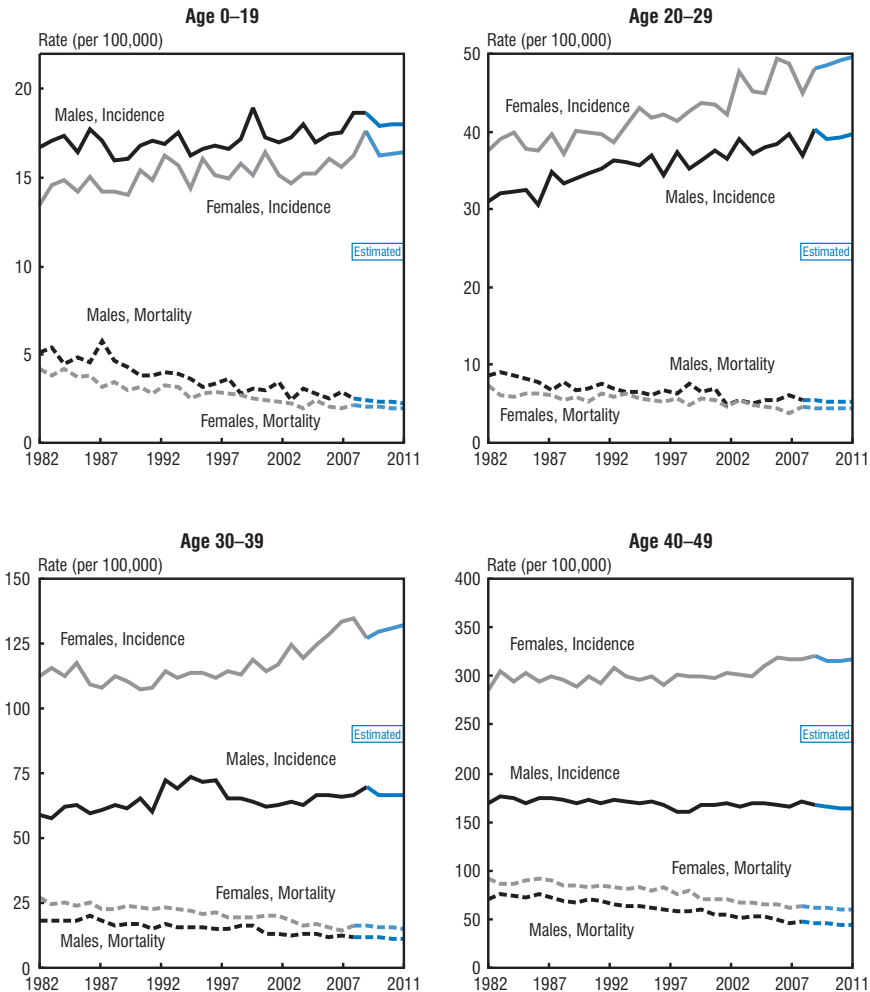 Age 0–19
Rate (per 100,000)
20
15
10
5
0
Males, Incidence
Females, Incidence
Estimated
Males, Mortality
Females, Mortality
1982 1987 1992 1997 2002 2007 2011
Age 20–29
Rate (per 100,000)
50
40
30
20
10
0
Females, Incidence
Males, Incidence
Estimated
Males, Mortality
Females, Mortality
1982 1987 1992 1997 2002 2007 2011
Age 30–39
Rate (per 100,000)
150
125
100
75
50
25
0
Females, Incidence
Estimated
Males, Incidence
Females, Mortality
Males, Mortality
1982 1987 1992 1997 2002 2007 2011
Age 40–49
Rate (per 100,000)
400
350
300
250
200
150
100
50
0
Females, Incidence
Estimated
Males, Incidence
Females, Mortality
Males, Mortality
1982 1987 1992 1997 2002 2007 2011